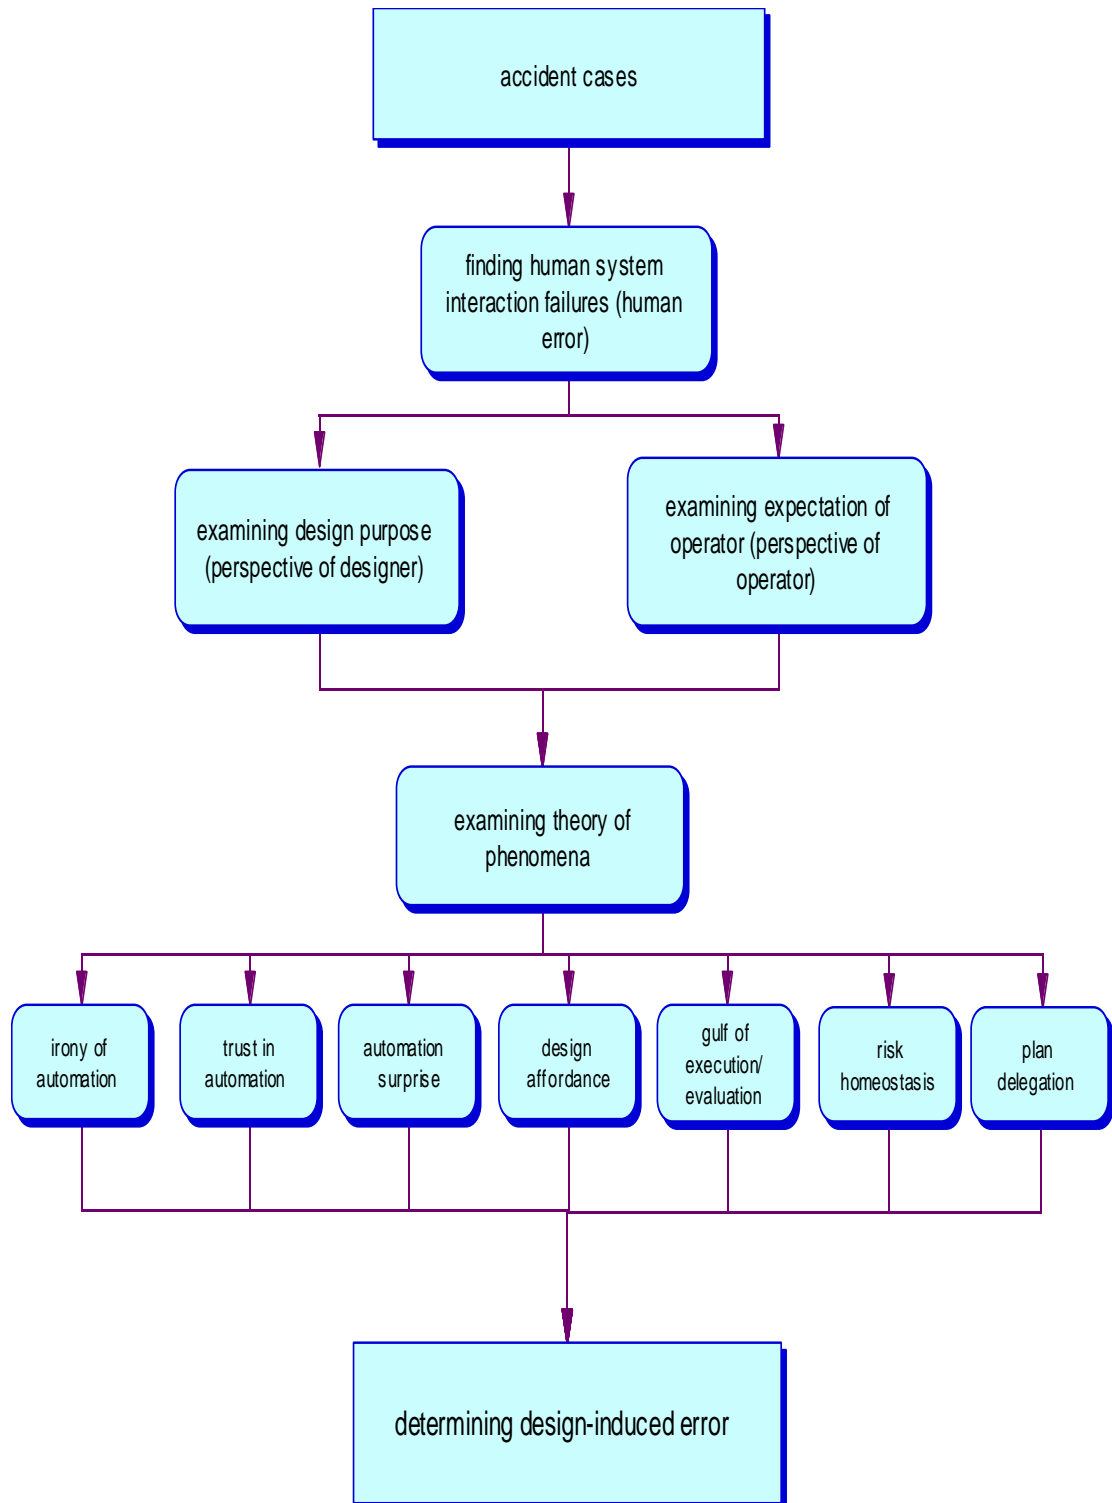 accident cases
finding human system
interaction failures (human
error)
examining design purpose
(perspective of designer)
examining expectation of
operator (perspective of
operator)
examining theory of
phenomena
irony of
automation
trust in
automation
automation
surprise
design
affordance
gulf of
execution/
evaluation
risk
homeostasis
plan
delegation
determining design-induced error